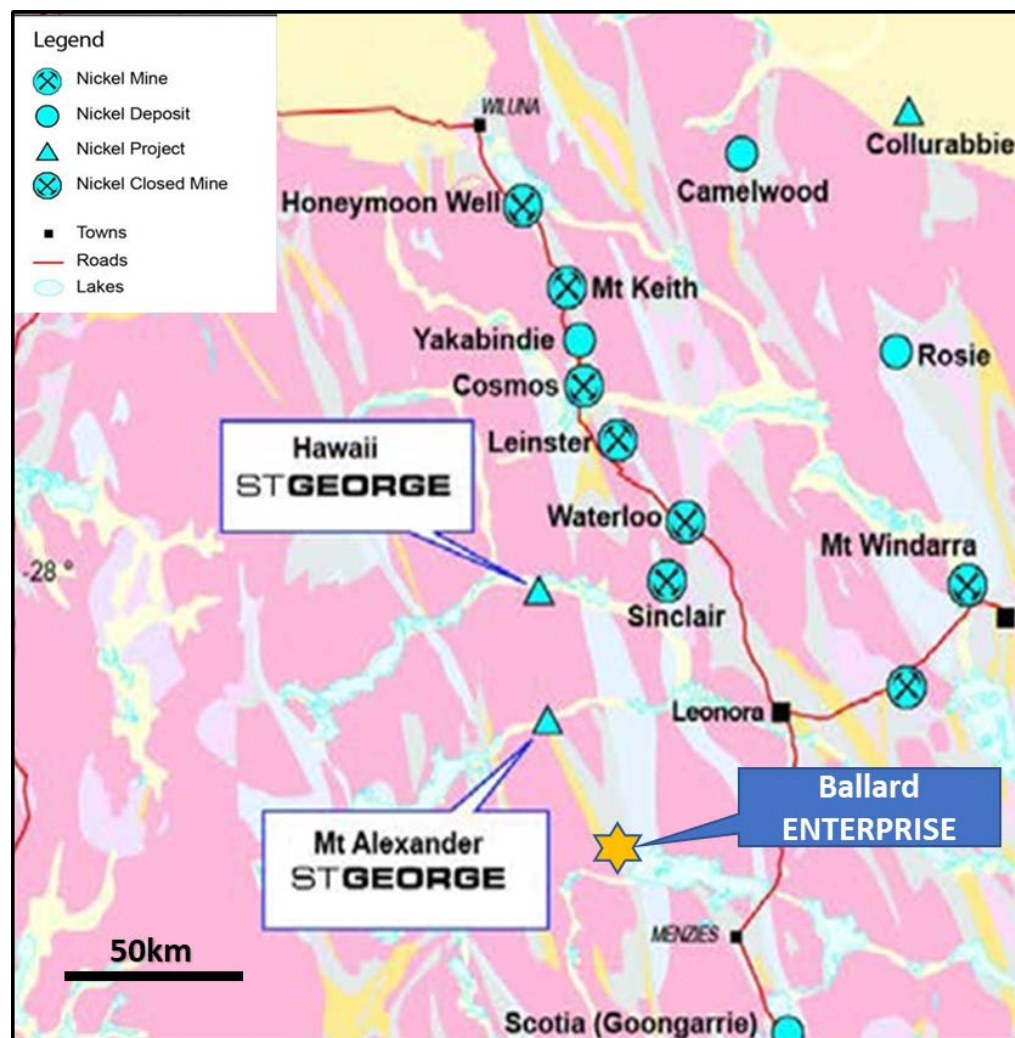 Legend
Nickel Mine
Nickel Deposit
Nickel Project
Nickel Closed Mine
Towns
Roads
Lakes
WILUNA
Collurabbie
Camelwood
Honeymoon Well
Mt Keith
Yakabindie
Rosie
Cosmos
Hawaii
STGEORGE
Leinster
Waterloo
Mt Windarra
-28 °
Sinclair
Leonora
Ballard
ENTERPRISE
Mt Alexander
STGEORGE
MENZIES
50km
Scotia (Goongarrie)